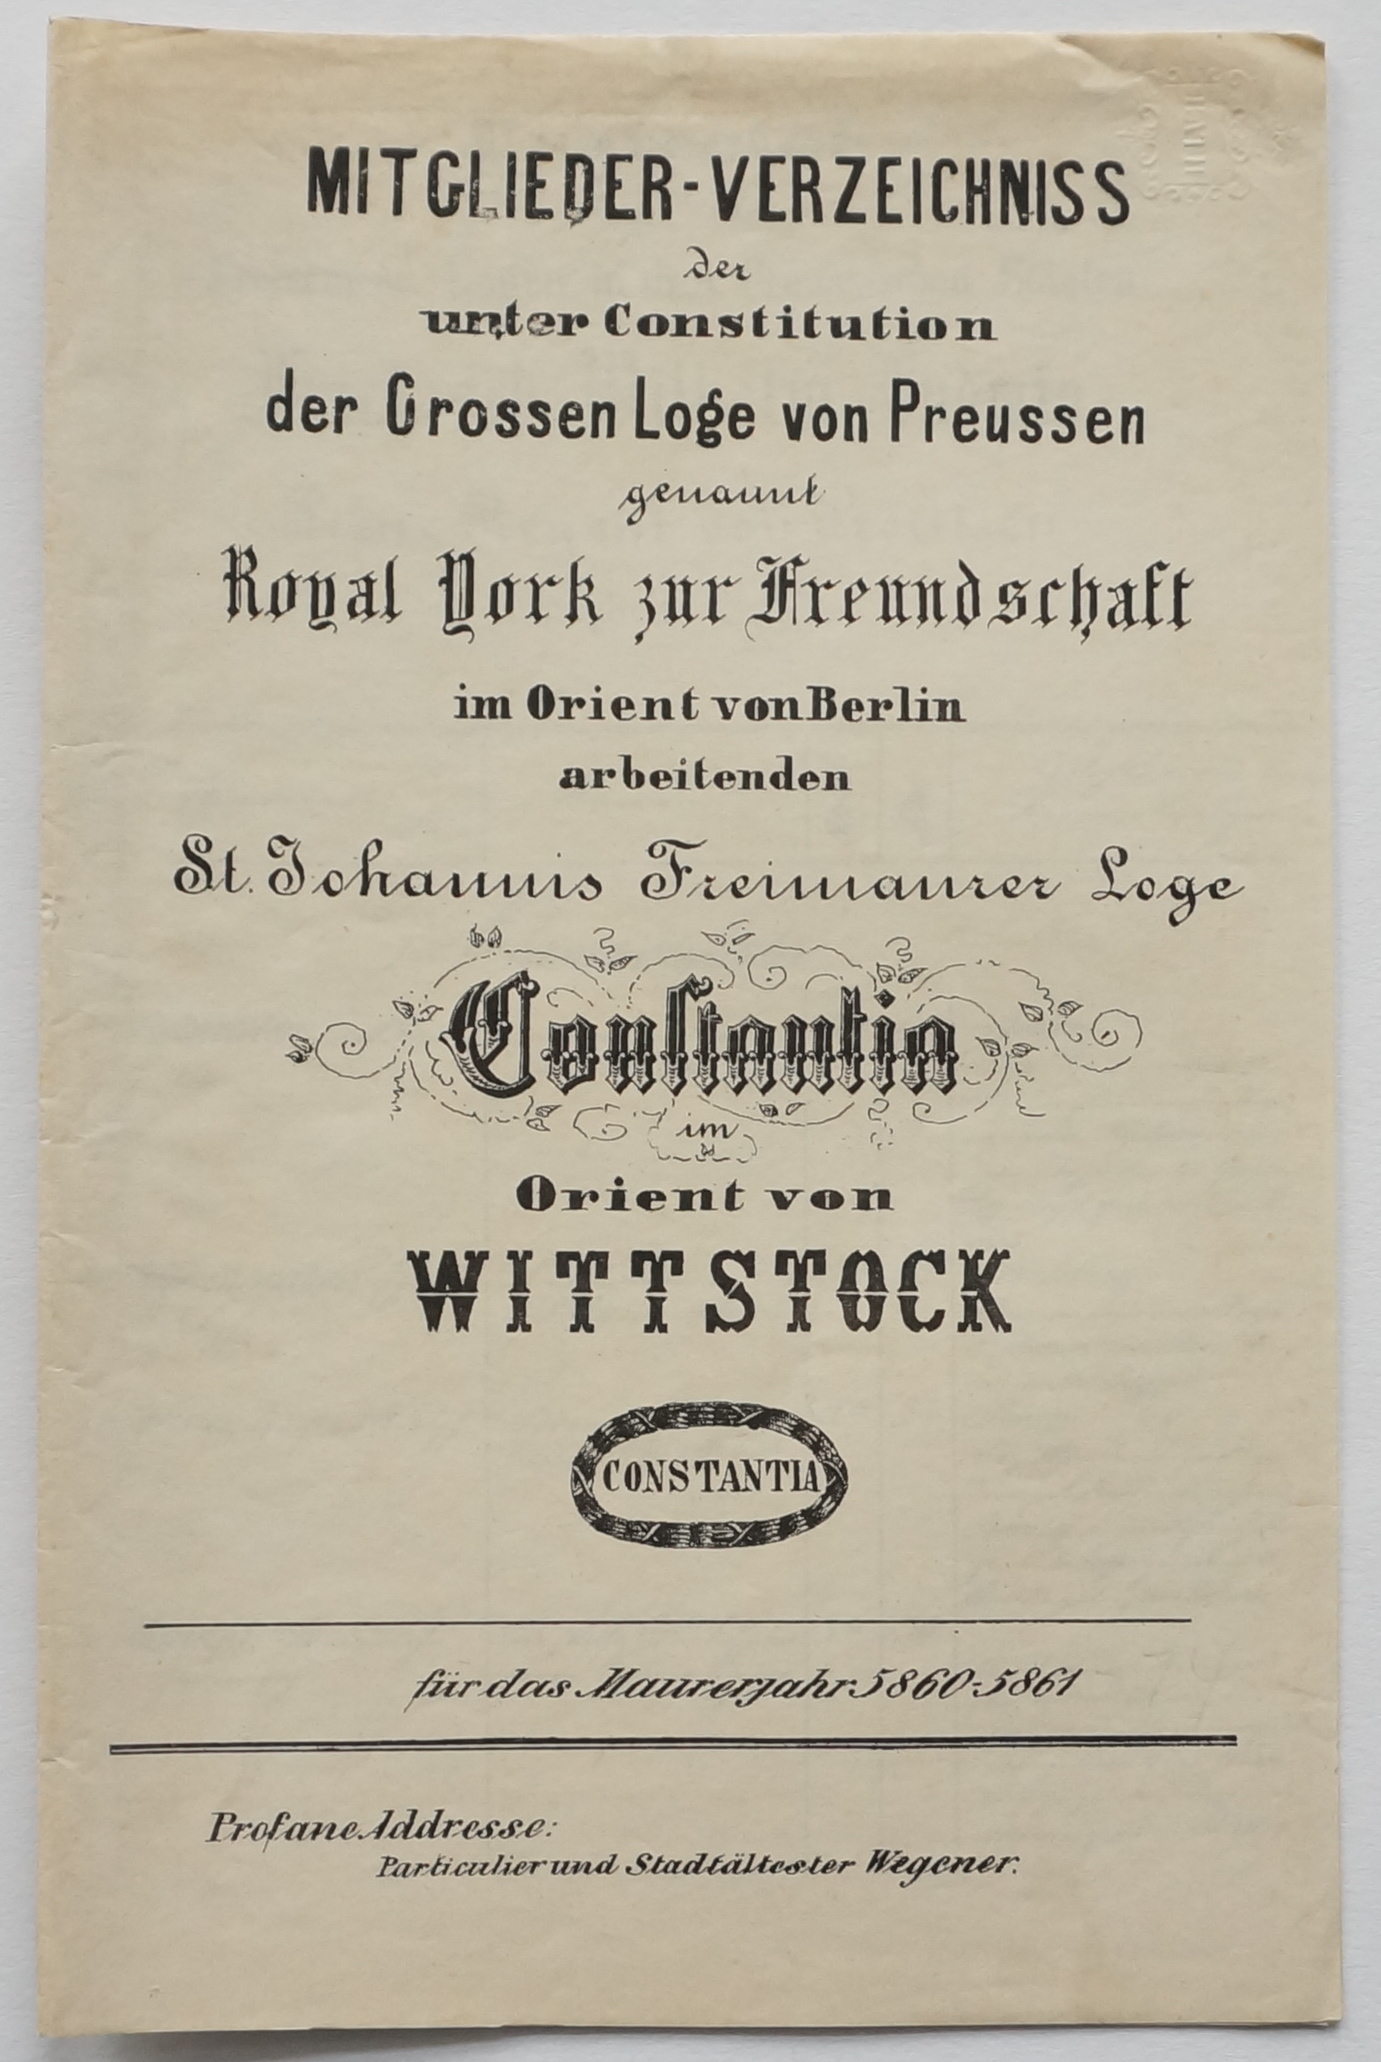 MITGLIEDER-VERZEICHNISS
der
unter Constitution
der Grossen Loge von Preussen
genannt
Royal York zur Freundschaft
im Orient von Berlin
arbeitenden
St. Johannis Freimaurer Loge
Constantia
im
Orient von
WITTSTOCK
CONSTANTIA
für das Maurerjahr 5860-5861
Profane Addresse:
Particulier und Stadtältester Wegener.